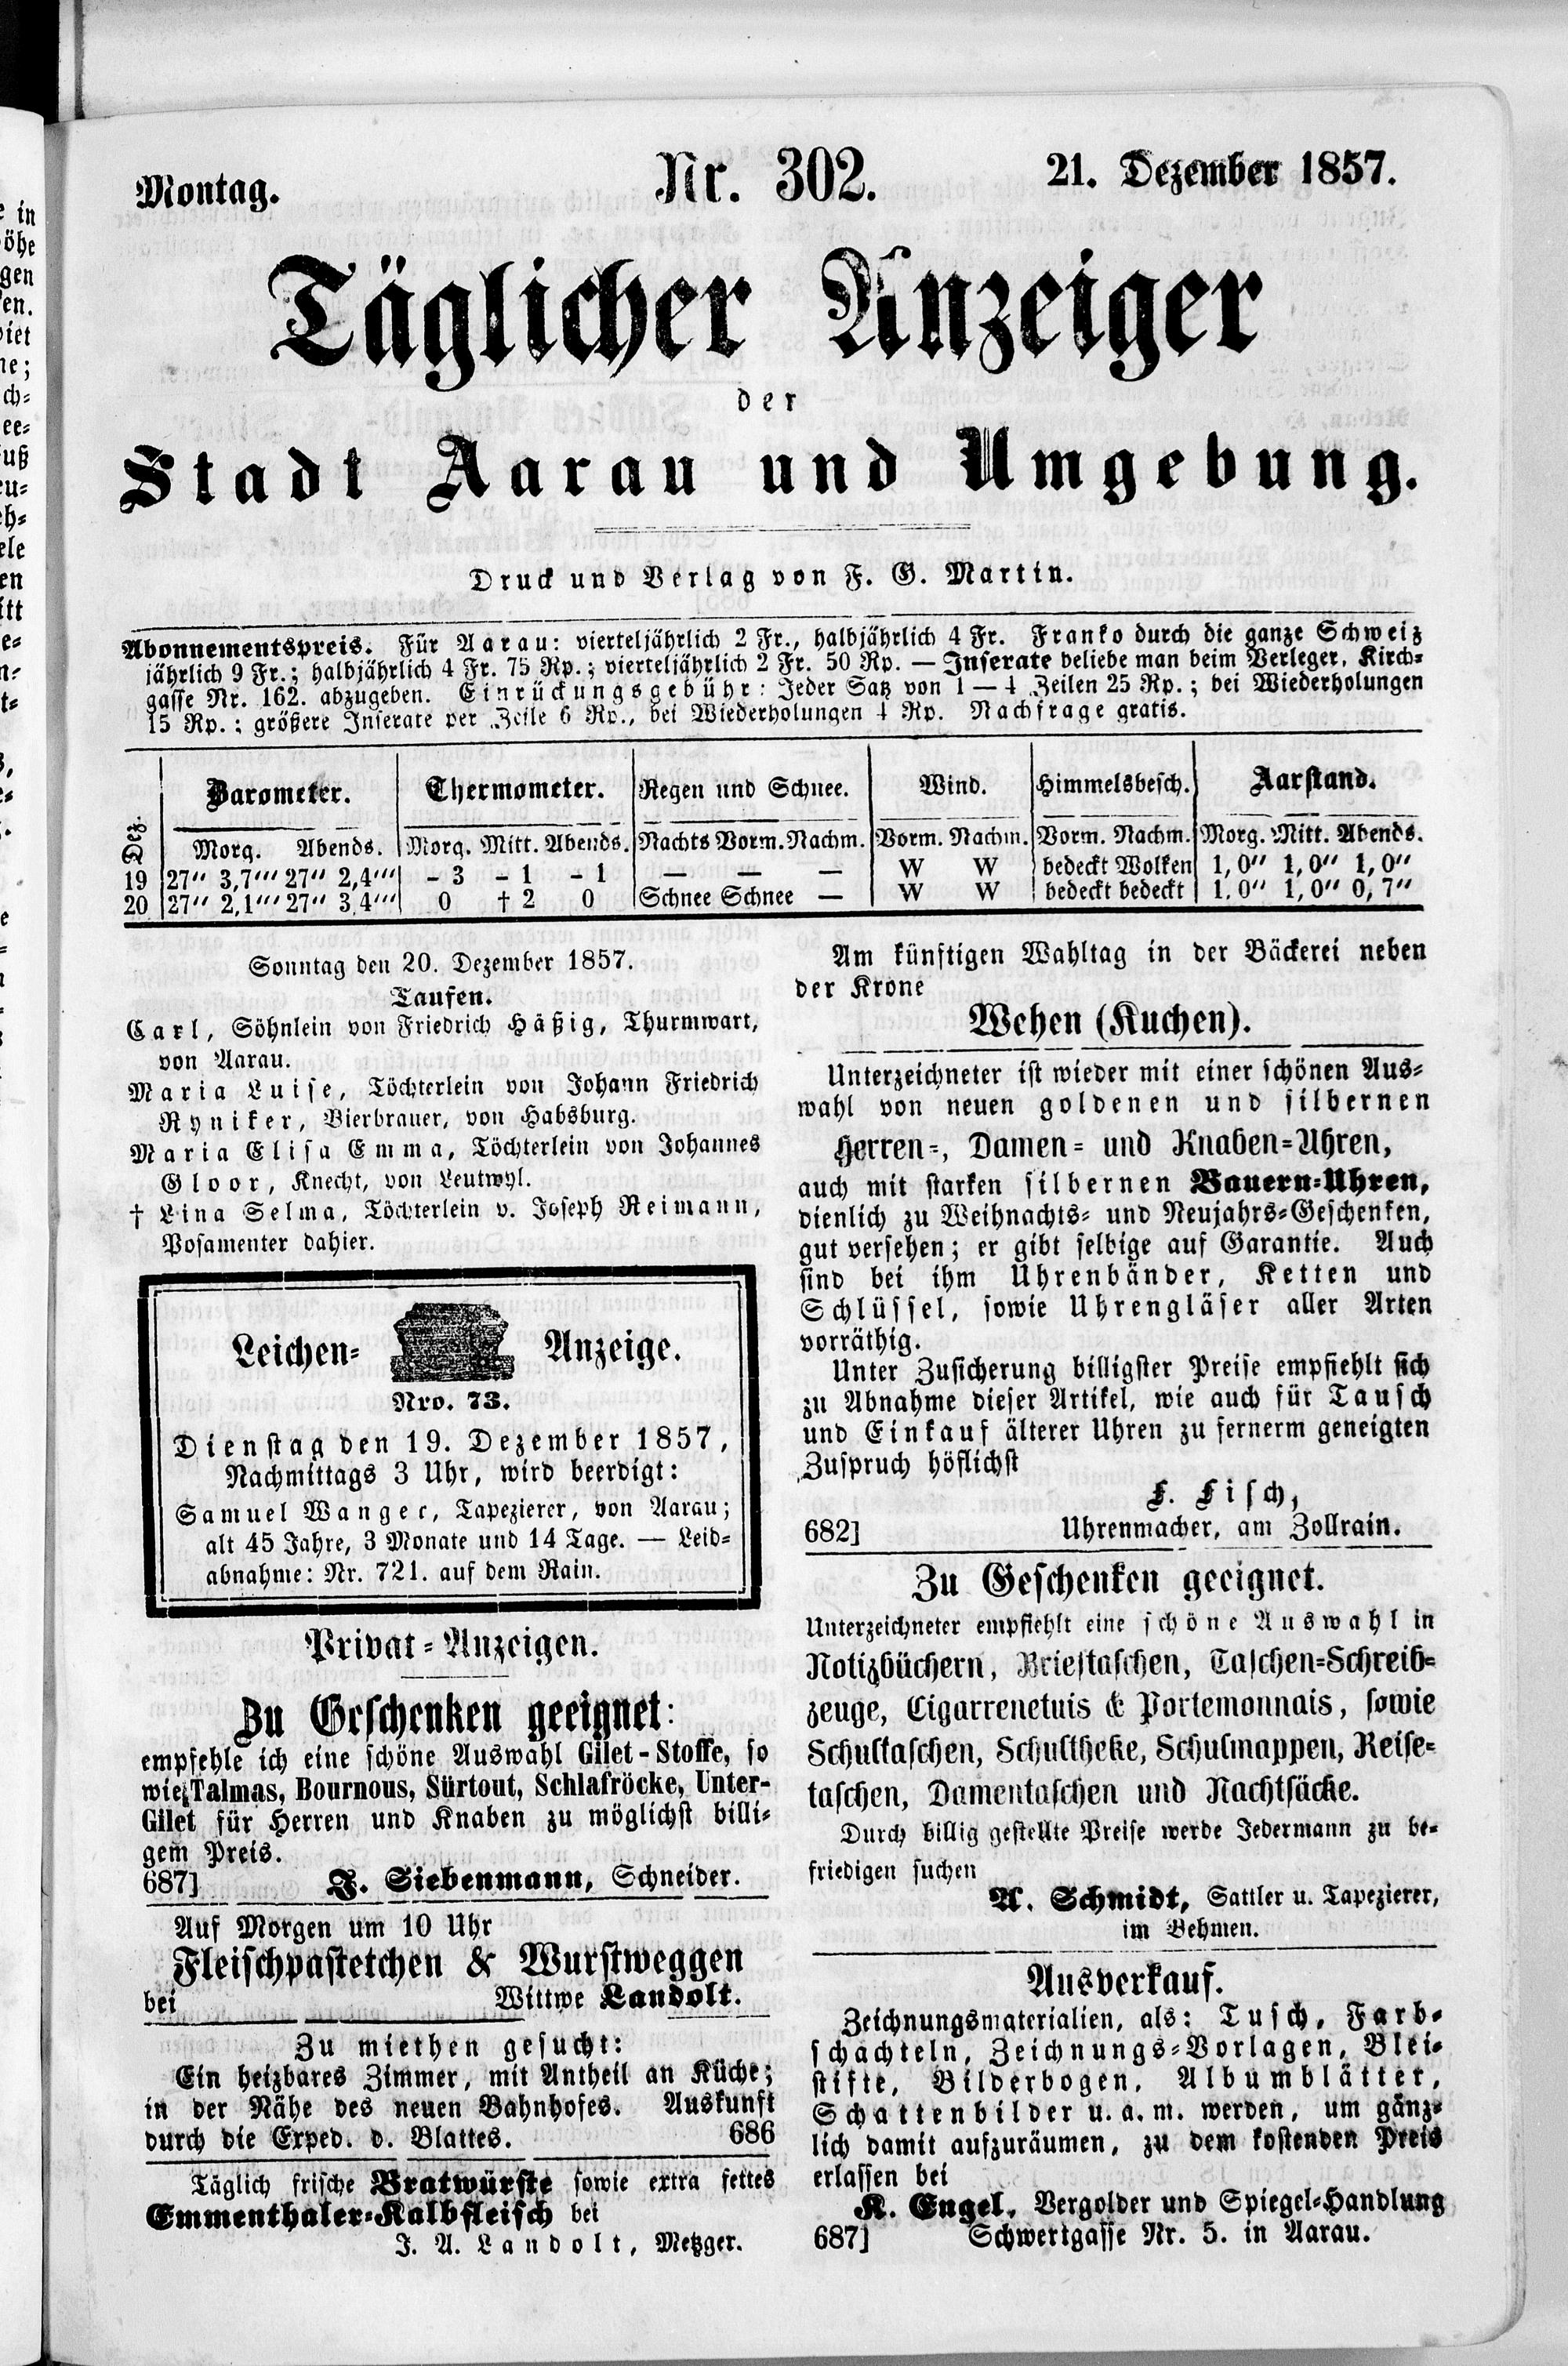 Montag.
Nr. 302.
21. Dezember 1857.
Täglicher Anzeiger
der
Stadt Aarau und Umgebung.
Druck und Verlag von F. G. Martin.
Abonnementspreis. Für Aarau: vierteljährlich 2 Fr., halbjährlich 4 Fr. Franko durch die ganze Schweiz
jährlich 9 Fr.; halbjährlich 4 Fr. 75 Rp.; vierteljährlich 2 Fr. 50 Rp. — Inserate beliebe man beim Verleger, Kirch-
gasse Nr. 162. abzugeben. Einrückungsgebühr: Jeder Satz von 1 — 4 Zeilen 25 Rp.; bei Wiederholungen
15 Rp.; größere Inserate per Zeile 6 Rp., bei Wiederholungen 4 Rp. Nachfrage gratis.
Dez. Barometer. Thermometer. Regen und Schnee. Wind. Himmelsbesch. Aarstand.
Morg. Abends. Morg. Mitt. Abends. Nachts Vorm. Nachm. Vorm. Nachm. Vorm. Nachm. Morg. Mitt. Abends.
19 27'' 3,7''' 27'' 2,4''' - 3 - 1 - 1 — — — W W bedeckt Wolken 1,0'' 1,0'' 1,0''
20 27'' 2,1''' 27'' 3,4''' 0 † 2 0 Schnee Schnee — W W bedeckt bedeckt 1.0'' 1,0'' 0,7''
Sonntag den 20. Dezember 1857.
Taufen.
Carl, Söhnlein von Friedrich Häßig, Thurmwart,
von Aarau.
Maria Luise, Töchterlein von Johann Friedrich
Ryniker, Bierbrauer, von Habsburg.
Maria Elisa Emma, Töchterlein von Johannes
Gloor, Knecht, von Leutwyl.
† Lina Selma, Töchterlein v. Joseph Reimann,
Posamenter dahier.
Leichen- Anzeige.
Nro. 73.
Dienstag den 19. Dezember 1857,
Nachmittags 3 Uhr, wird beerdigt:
Samuel Wanger, Tapezierer, von Aarau;
alt 45 Jahre, 3 Monate und 14 Tage. — Leid-
abnahme: Nr. 721. auf dem Rain.
Privat-Anzeigen.
Zu Geschenken geeignet:
empfehle ich eine schöne Auswahl Gilet-Stoffe, so
wie Talmas, Bournous, Sürtout, Schlafröcke, Unter-
Gilet für Herren und Knaben zu möglichst billi-
gem Preis.
687] J. Siebenmann, Schneider.
Auf Morgen um 10 Uhr
Fleischpastetchen & Wurstweggen
bei Wittwe Landolt.
Zu miethen gesucht:
Ein heizbares Zimmer, mit Antheil an Küche;
in der Nähe des neuen Bahnhofes. Auskunft
durch die Exped. d. Blattes. 686
Täglich frische Bratwürste sowie extra fettes
Emmenthaler-Kalbfleisch bei
J. A. Landolt, Metzger.
Am künftigen Wahltag in der Bäckerei neben
der Krone
Wehen (Kuchen).
Unterzeichneter ist wieder mit einer schönen Aus-
wahl von neuen goldenen und silbernen
Herren-, Damen- und Knaben-Uhren,
auch mit starken silbernen Bauern-Uhren,
dienlich zu Weihnachts- und Neujahrs-Geschenken,
gut versehen; er gibt selbige auf Garantie. Auch
sind bei ihm Uhrenbänder, Ketten und
Schlüssel, sowie Uhrengläser aller Arten
vorräthig.
Unter Zusicherung billigster Preise empfiehlt sich
zu Abnahme dieser Artikel, wie auch für Tausch
und Einkauf älterer Uhren zu fernerm geneigten
Zuspruch höflichst
F. Fisch,
682] Uhrenmacher, am Zollrain.
Zu Geschenken geeignet.
Unterzeichneter empfiehlt eine schöne Auswahl in
Notizbüchern, Brieftaschen, Taschen-Schreib-
zeuge, Cigarrenetuis & Portemonnais, sowie
Schultaschen, Schultheke, Schulmappen, Reise-
taschen, Damentaschen und Nachtsäcke.
Durch billig gestellte Preise werde Jedermann zu be-
friedigen suchen
A. Schmidt, Sattler u. Tapezierer,
im Behmen.
Ausverkauf.
Zeichnungsmaterialien, als: Tusch, Farb-
schachteln, Zeichnungs-Vorlagen, Blei-
stifte, Bilderbogen, Albumblätter,
Schattenbilder u. a. m. werden, um gänz-
lich damit aufzuräumen, zu dem kostenden Preis
erlassen bei
K. Engel, Vergolder und Spiegel-Handlung
687] Schwertgasse Nr. 5. in Aarau.